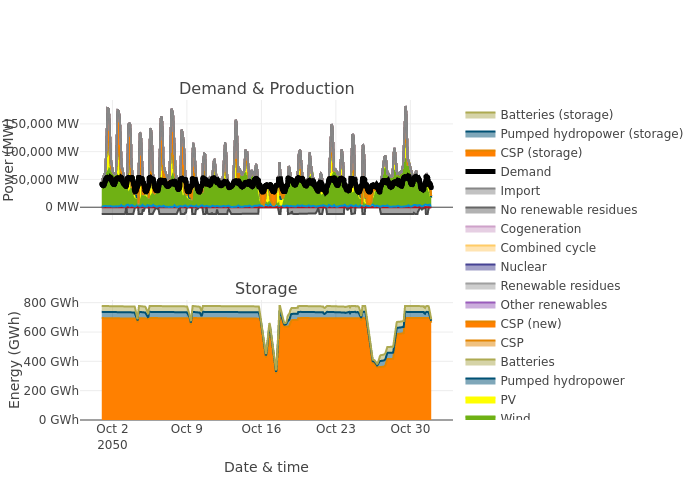 Demand & Production
Power (MW)
150,000 MW
100,000 MW
50,000 MW
0 MW
Storage
Energy (GWh)
800 GWh
600 GWh
400 GWh
200 GWh
0 GWh
Oct 2
2050
Oct 9
Oct 16
Oct 23
Oct 30
Date & time
Batteries (storage)
Pumped hydropower (storage)
CSP (storage)
Demand
Import
No renewable residues
Cogeneration
Combined cycle
Nuclear
Renewable residues
Other renewables
CSP (new)
CSP
Batteries
Pumped hydropower
PV
Wind